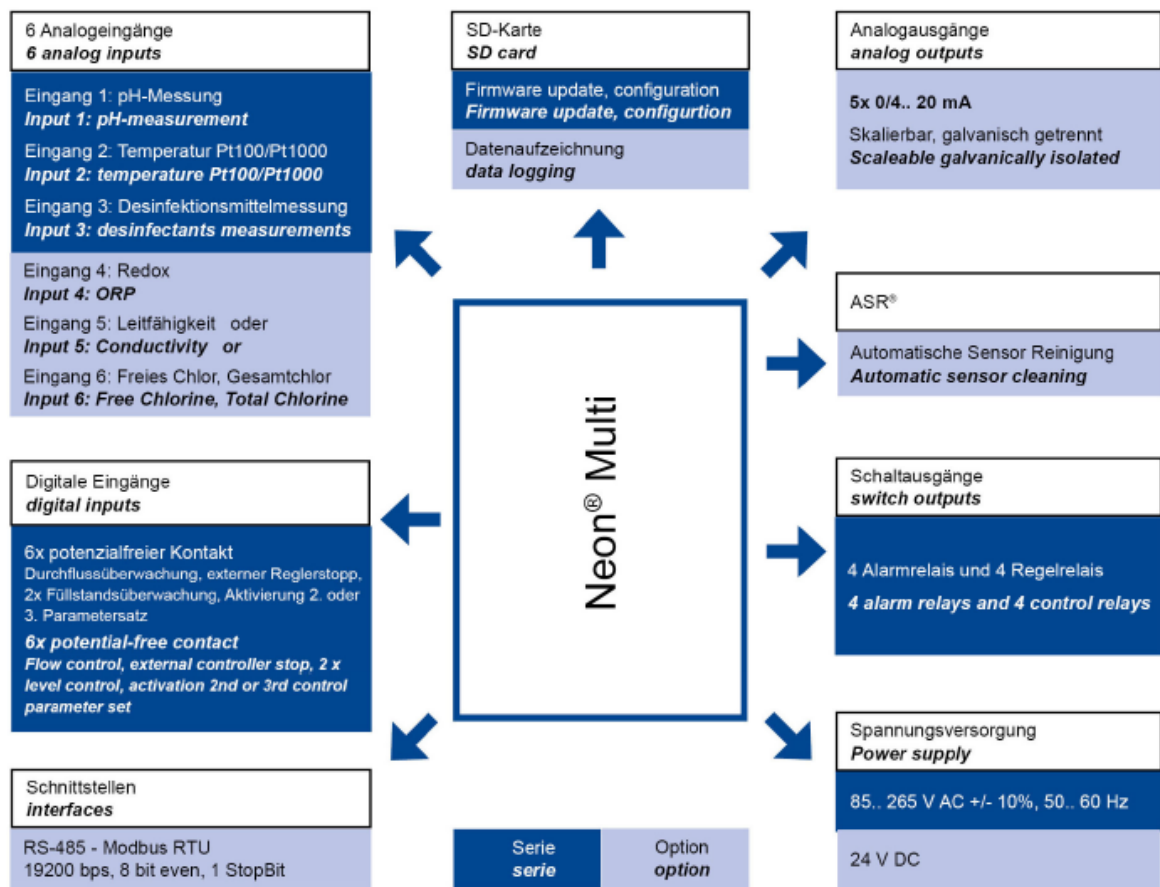 6 Analogeingänge
6 analog inputs
Eingang 1: pH-Messung
Input 1: pH-measurement
Eingang 2: Temperatur Pt100/Pt1000
Input 2: temperature Pt100/Pt1000
Eingang 3: Desinfektionsmittelmessung
Input 3: desinfectants measurements
Eingang 4: Redox
Input 4: ORP
Eingang 5: Leitfähigkeit oder
Input 5: Conductivity or
Eingang 6: Freies Chlor, Gesamtchlor
Input 6: Free Chlorine, Total Chlorine
Digitale Eingänge
digital inputs
6x potenzialfreier Kontakt
Durchflussüberwachung, externer Reglerstopp,
2x Füllstandsüberwachung, Aktivierung 2. oder
3. Parametersatz
6x potential-free contact
Flow control, external controller stop, 2 x
level control, activation 2nd or 3rd control
parameter set
Schnittstellen
interfaces
RS-485 - Modbus RTU
19200 bps, 8 bit even, 1 StopBit
SD-Karte
SD card
Firmware update, configuration
Firmware update, configurtion
Datenaufzeichnung
data logging
Neon® Multi
Serie
serie
Option
option
Analogausgänge
analog outputs
5x 0/4.. 20 mA
Skalierbar, galvanisch getrennt
Scaleable galvanically isolated
ASR®
Automatische Sensor Reinigung
Automatic sensor cleaning
Schaltausgänge
switch outputs
4 Alarmrelais und 4 Regelrelais
4 alarm relays and 4 control relays
Spannungsversorgung
Power supply
85.. 265 V AC +/- 10%, 50.. 60 Hz
24 V DC